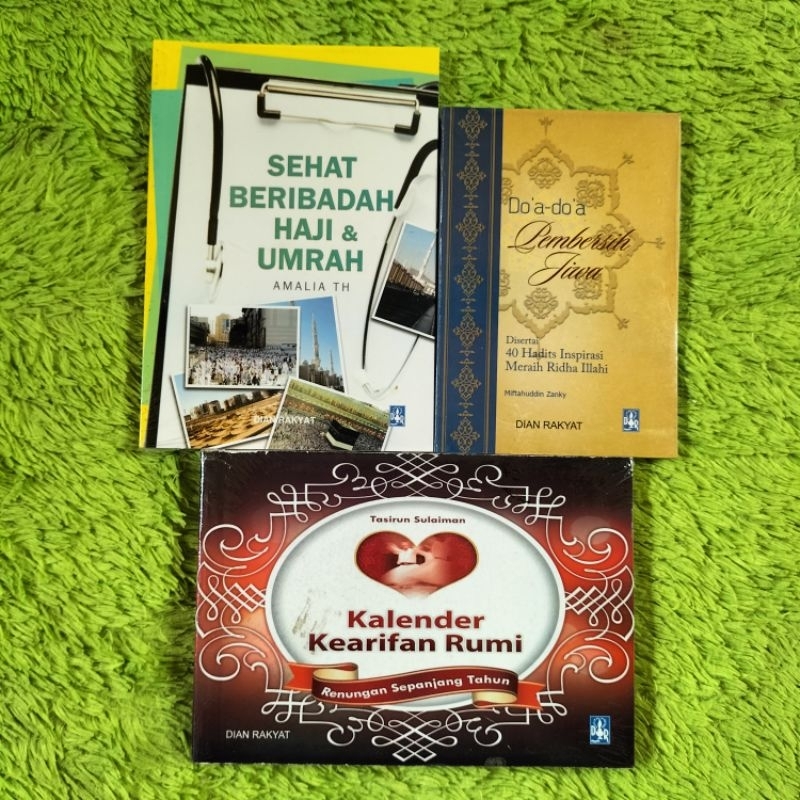 SEHAT
BERIBADAH
HAJI &
UMRAH
AMALIA TH
DIAN RAKYAT
Do'a-do'a
Pembersih
Jiwa
Disertai
40 Hadits Inspirasi
Meraih Ridha Illahi
Miftahuddin Zanky
DIAN RAKYAT
Tasirun Sulaiman
Kalender
Kearifan Rumi
Renungan Sepanjang Tahun
DIAN RAKYAT